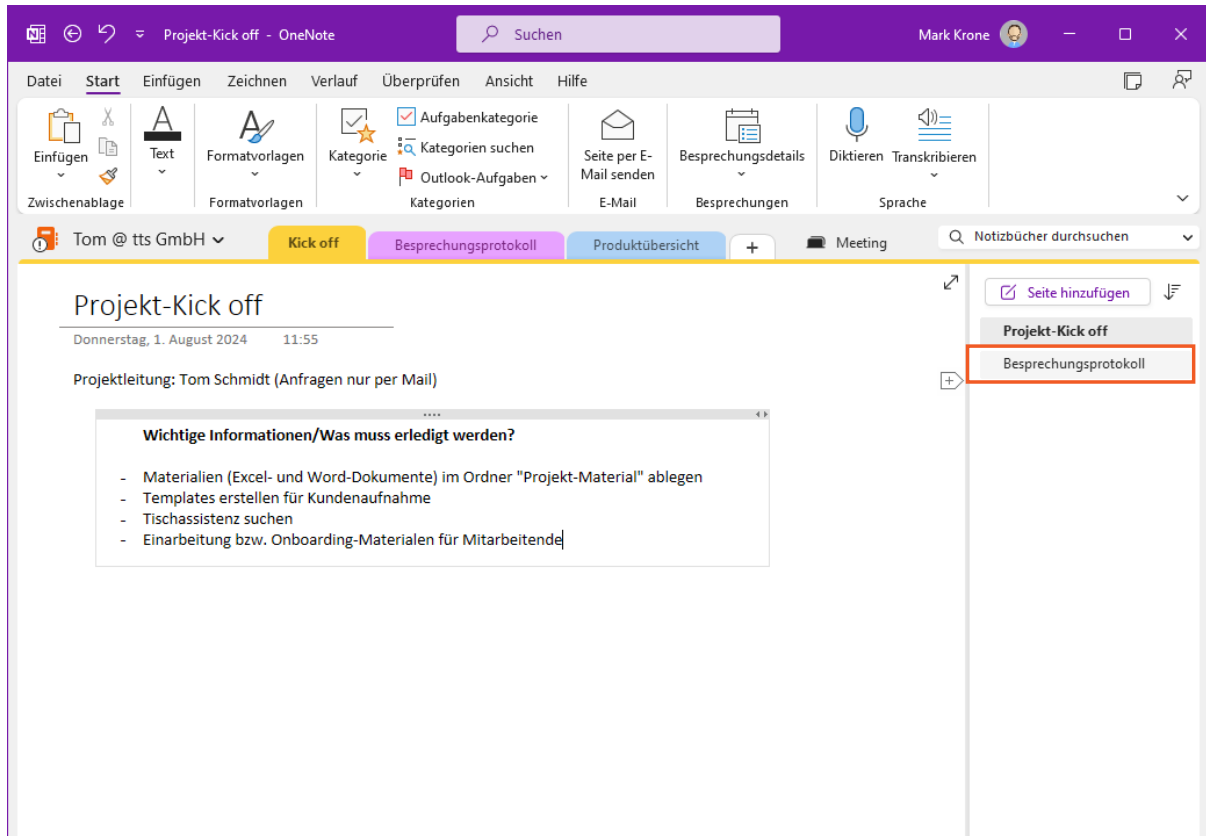 Projekt-Kick off - OneNote
Suchen
Mark Krone
Datei Start Einfügen Zeichnen Verlauf Überprüfen Ansicht Hilfe
Einfügen
Text
Formatvorlagen
Kategorie
Aufgabenkategorie
Kategorien suchen
Outlook-Aufgaben
Seite per E-
Mail senden
Besprechungsdetails
Diktieren
Transkribieren
Zwischenablage
Formatvorlagen
Kategorien
E-Mail
Besprechungen
Sprache
Tom @ tts GmbH
Kick off
Besprechungsprotokoll
Produktübersicht
+
Meeting
Notizbücher durchsuchen
Projekt-Kick off
Donnerstag, 1. August 2024 11:55
Projektleitung: Tom Schmidt (Anfragen nur per Mail)
Wichtige Informationen/Was muss erledigt werden?
- Materialien (Excel- und Word-Dokumente) im Ordner "Projekt-Material" ablegen
- Templates erstellen für Kundenaufnahme
- Tischassistenz suchen
- Einarbeitung bzw. Onboarding-Materialen für Mitarbeitende
Seite hinzufügen
Projekt-Kick off
Besprechungsprotokoll